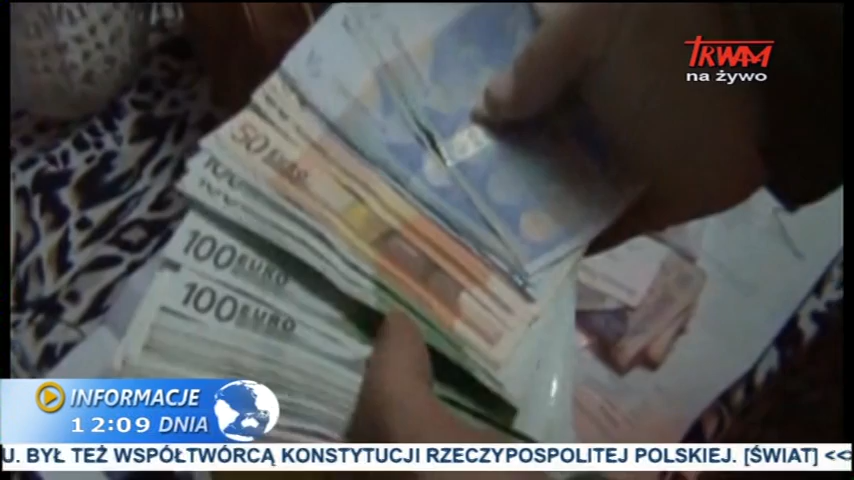 TRWAM
na żywo
50 EURO
100 EURO
100 EURO
INFORMACJE
12:09 DNIA
U. BYŁ TEŻ WSPÓŁTWÓRCĄ KONSTYTUCJI RZECZYPOSPOLITEJ POLSKIEJ. [ŚWIAT] <<